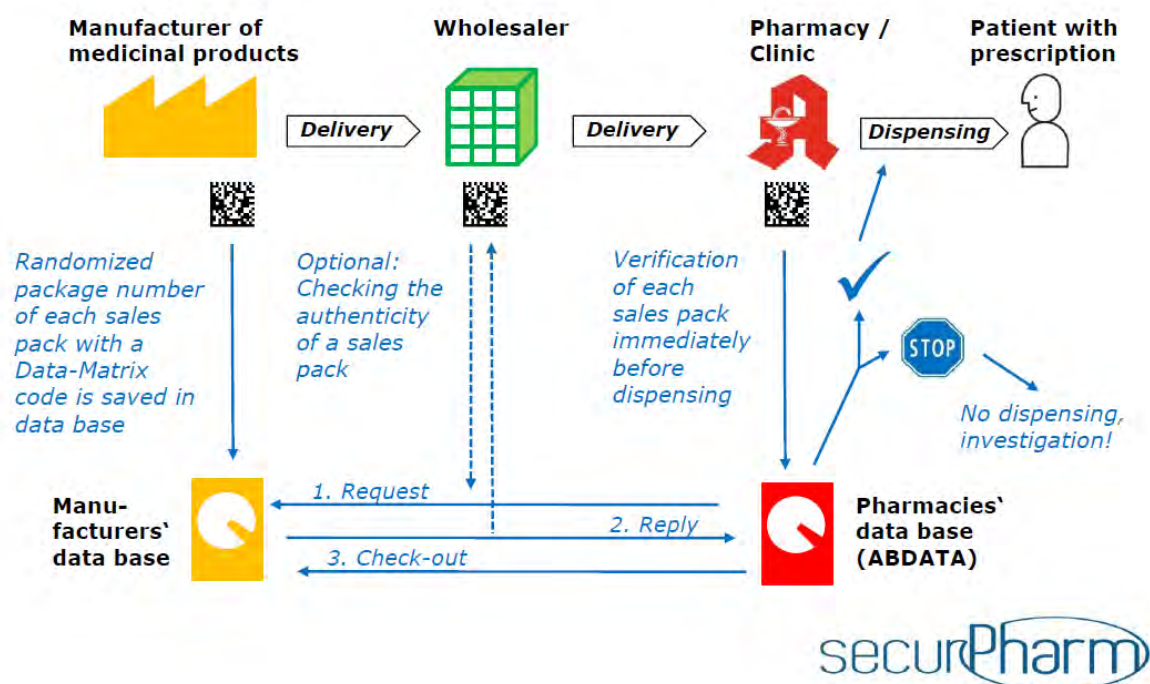 Manufacturer of
medicinal products
Wholesaler
Pharmacy /
Clinic
Patient with
prescription
Delivery
Delivery
Dispensing
Randomized
package number
of each sales
pack with a
Data-Matrix
code is saved in
data base
Optional:
Checking the
authenticity
of a sales
pack
Verification
of each
sales pack
immediately
before
dispensing
STOP
No dispensing,
investigation!
Manu-
facturers‘
data base
1. Request
2. Reply
3. Check-out
Pharmacies‘
data base
(ABDATA)
securPharm